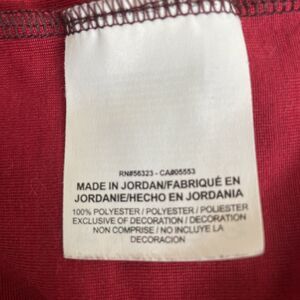 RN#56323 - CA#05553
MADE IN JORDAN/FABRIQUÉ EN
JORDANIE/HECHO EN JORDANIA
100% POLYESTER / POLYESTER / POLIESTER
EXCLUSIVE OF DECORATION / DECORATION
NON COMPRISE / NO INCLUYE LA
DECORACION